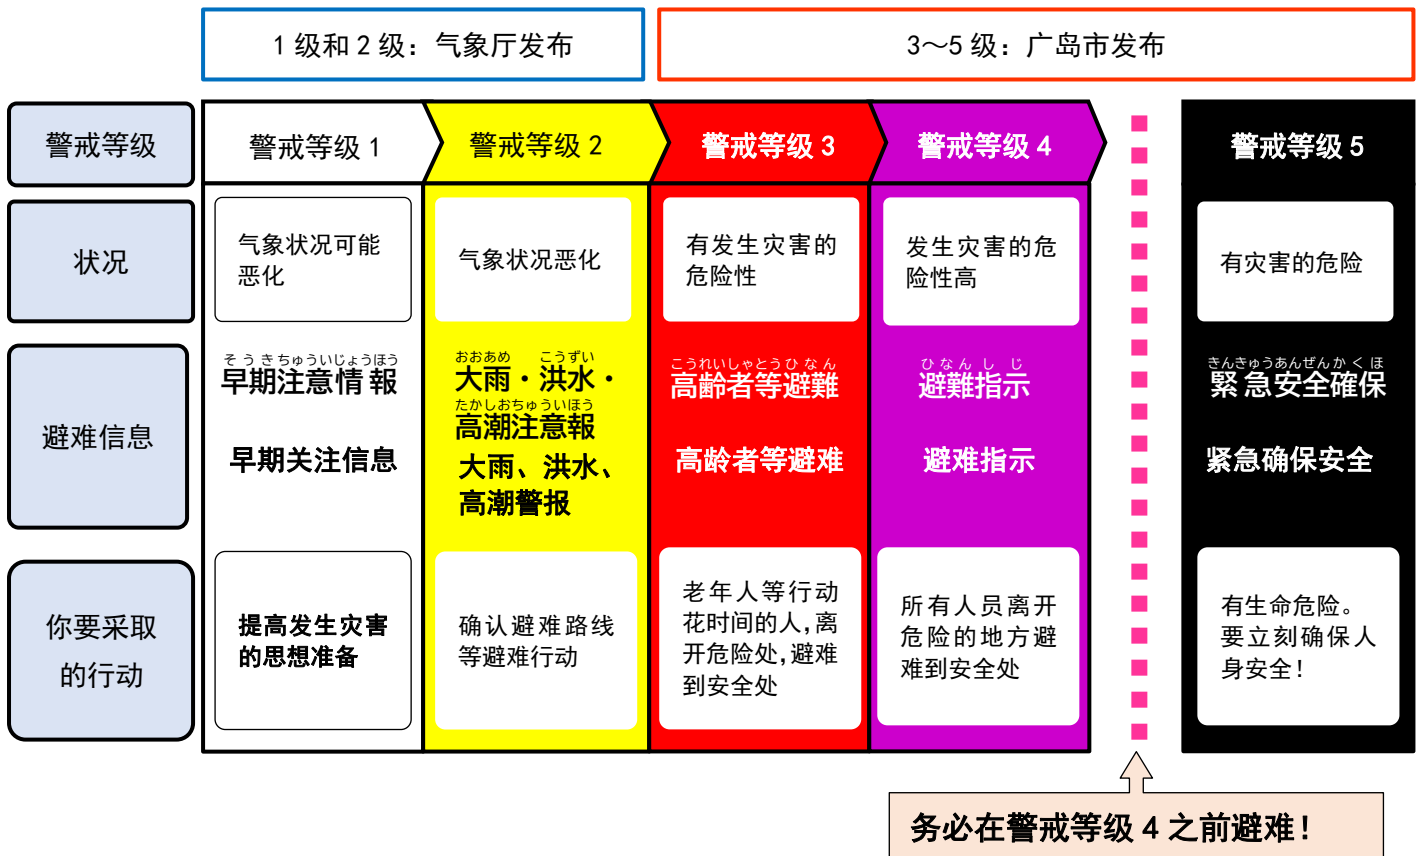 1级和2级：气象厅发布
3～5级：广岛市发布
警戒等级
警戒等级1
警戒等级2
警戒等级3
警戒等级4
警戒等级5
状况
气象状况可能
恶化
气象状况恶化
有发生灾害的
危险性
发生灾害的危
险性高
有灾害的危险
避难信息
そうきちゅういじょうほう
早期注意情報
早期关注信息
おおあめ こうずい
大雨・洪水・
たかしおちゅういほう
高潮注意報
大雨、洪水、
高潮警报
こうれいしゃとうひなん
高齢者等避難
高龄者等避难
ひなんしじ
避難指示
避难指示
きんきゅうあんぜんかくほ
緊急安全確保
紧急确保安全
你要采取
的行动
提高发生灾害
的思想准备
确认避难路线
等避难行动
老年人等行动
花时间的人,离
开危险处,避难
到安全处
所有人员离开
危险的地方避
难到安全处
有生命危险。
要立刻确保人
身安全！
务必在警戒等级4之前避难！